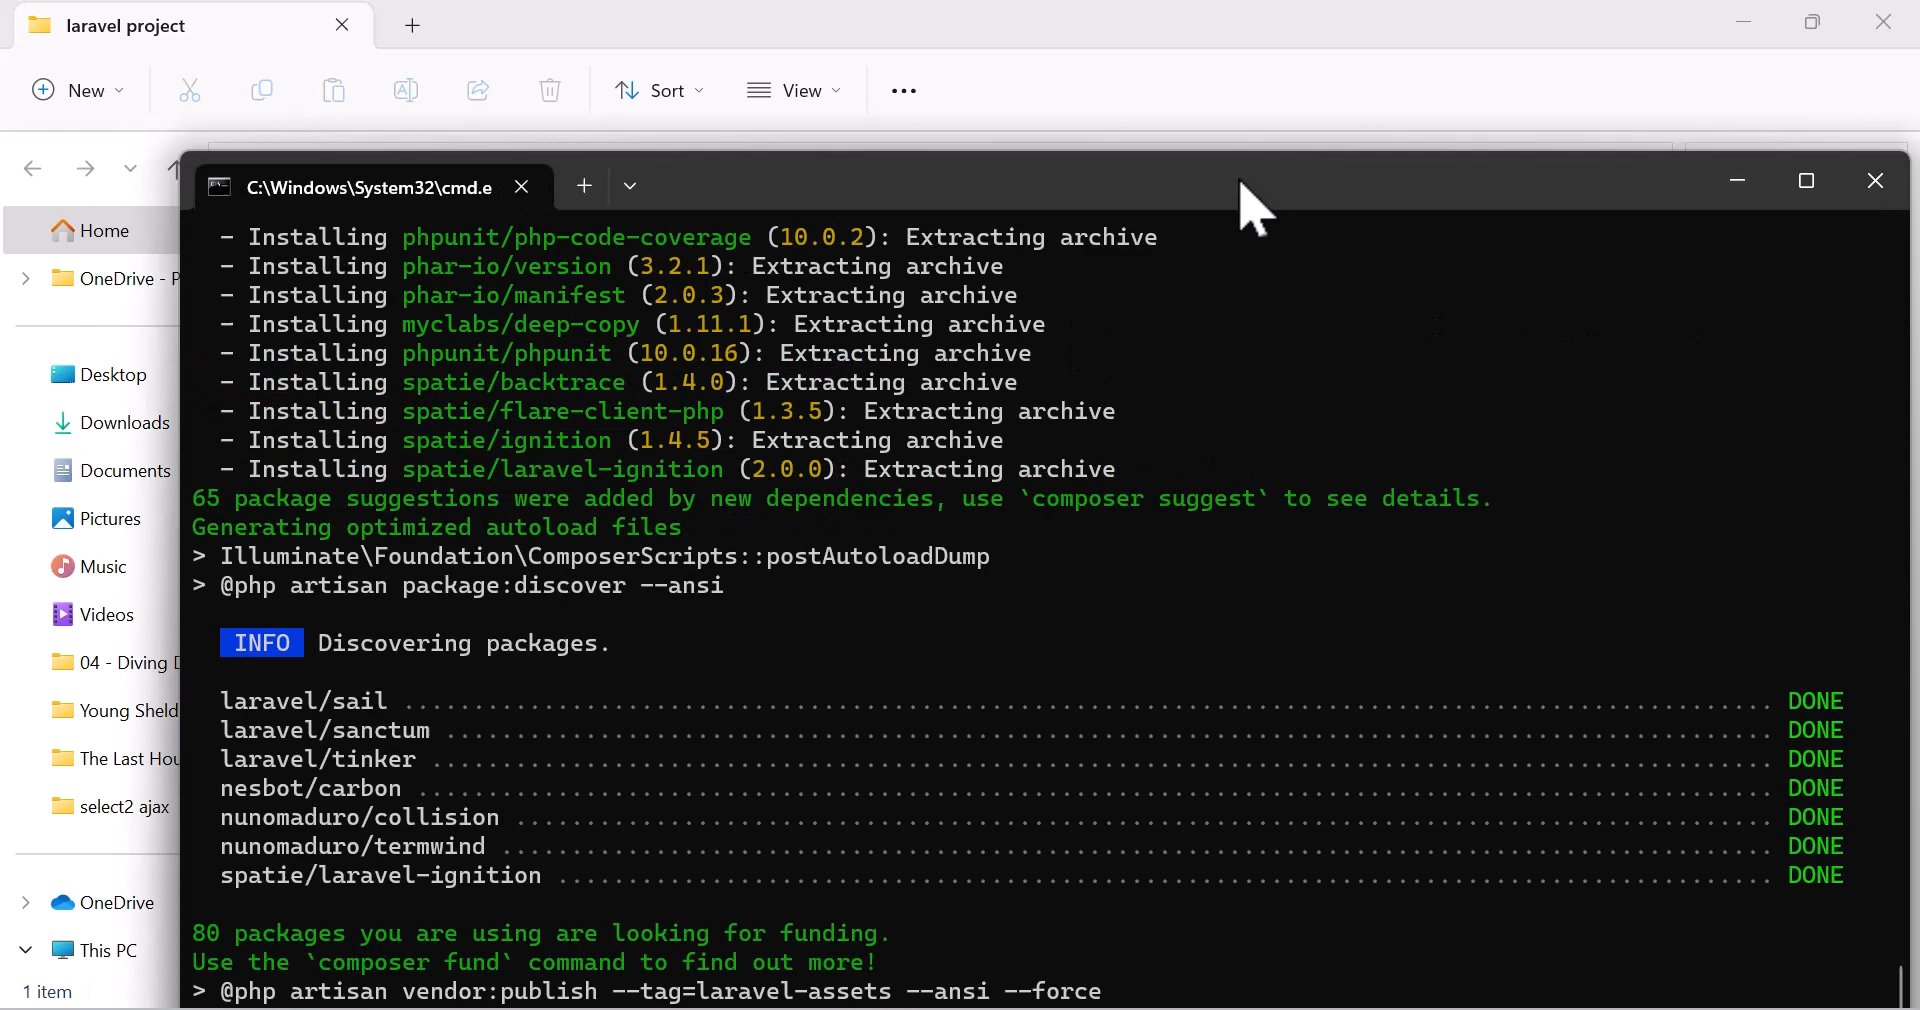 laravel project
New
Sort
View
C:\Windows\System32\cmd.e
Home
OneDrive - P
Desktop
Downloads
Documents
Pictures
Music
Videos
04 - Diving D
Young Sheld
The Last Hou
select2 ajax
OneDrive
This PC
1 item
- Installing phpunit/php-code-coverage (10.0.2): Extracting archive
- Installing phar-io/version (3.2.1): Extracting archive
- Installing phar-io/manifest (2.0.3): Extracting archive
- Installing myclabs/deep-copy (1.11.1): Extracting archive
- Installing phpunit/phpunit (10.0.16): Extracting archive
- Installing spatie/backtrace (1.4.0): Extracting archive
- Installing spatie/flare-client-php (1.3.5): Extracting archive
- Installing spatie/ignition (1.4.5): Extracting archive
- Installing spatie/laravel-ignition (2.0.0): Extracting archive
65 package suggestions were added by new dependencies, use `composer suggest` to see details.
Generating optimized autoload files
> Illuminate\Foundation\ComposerScripts::postAutoloadDump
> @php artisan package:discover --ansi
INFO Discovering packages.
laravel/sail ................................................................................................. DONE
laravel/sanctum .............................................................................................. DONE
laravel/tinker ............................................................................................... DONE
nesbot/carbon ................................................................................................ DONE
nunomaduro/collision ......................................................................................... DONE
nunomaduro/termwind .......................................................................................... DONE
spatie/laravel-ignition ...................................................................................... DONE
80 packages you are using are looking for funding.
Use the `composer fund` command to find out more!
> @php artisan vendor:publish --tag=laravel-assets --ansi --force